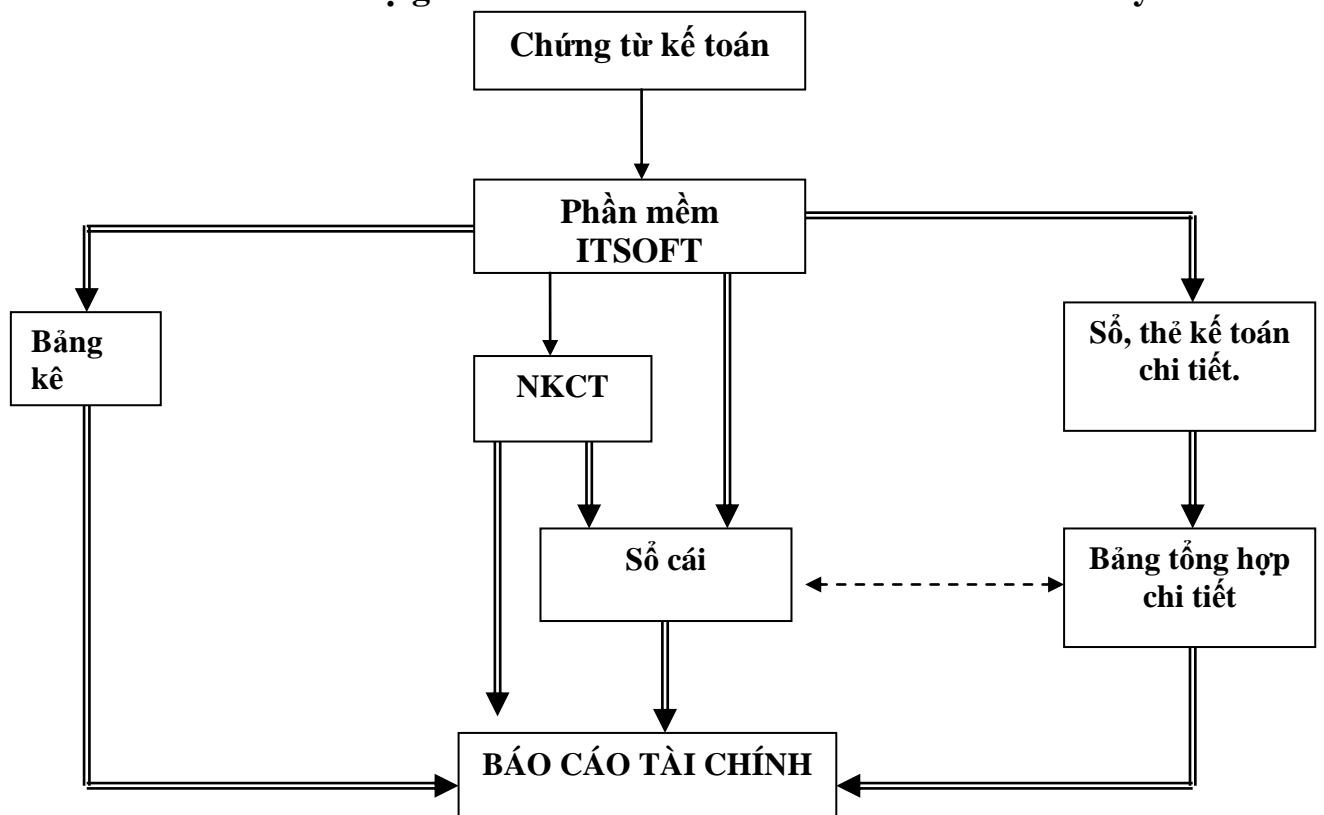 Chứng từ kế toán
Phần mềm
ITSOFT
Bảng
kê
Sổ, thẻ kế toán
chi tiết.
NKCT
Sổ cái
Bảng tổng hợp
chi tiết
BÁO CÁO TÀI CHÍNH